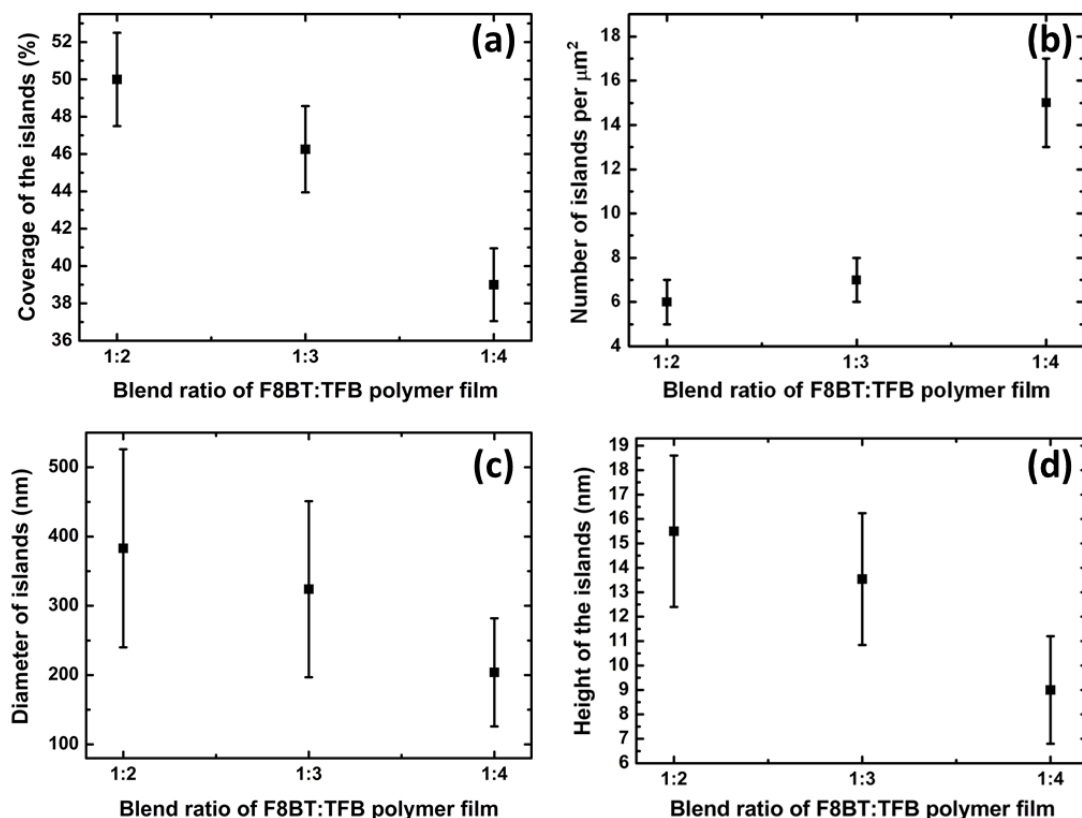 (a)
Coverage of the islands (%)
52
50
48
46
44
42
40
38
36
1:2 1:3 1:4
Blend ratio of F8BT:TFB polymer film
(b)
Number of islands per μm²
18
16
14
12
10
8
6
4
1:2 1:3 1:4
Blend ratio of F8BT:TFB polymer film
(c)
Diameter of islands (nm)
500
400
300
200
100
1:2 1:3 1:4
Blend ratio of F8BT:TFB polymer film
(d)
Height of the islands (nm)
19
18
17
16
15
14
13
12
11
10
9
8
7
6
1:2 1:3 1:4
Blend ratio of F8BT:TFB polymer film